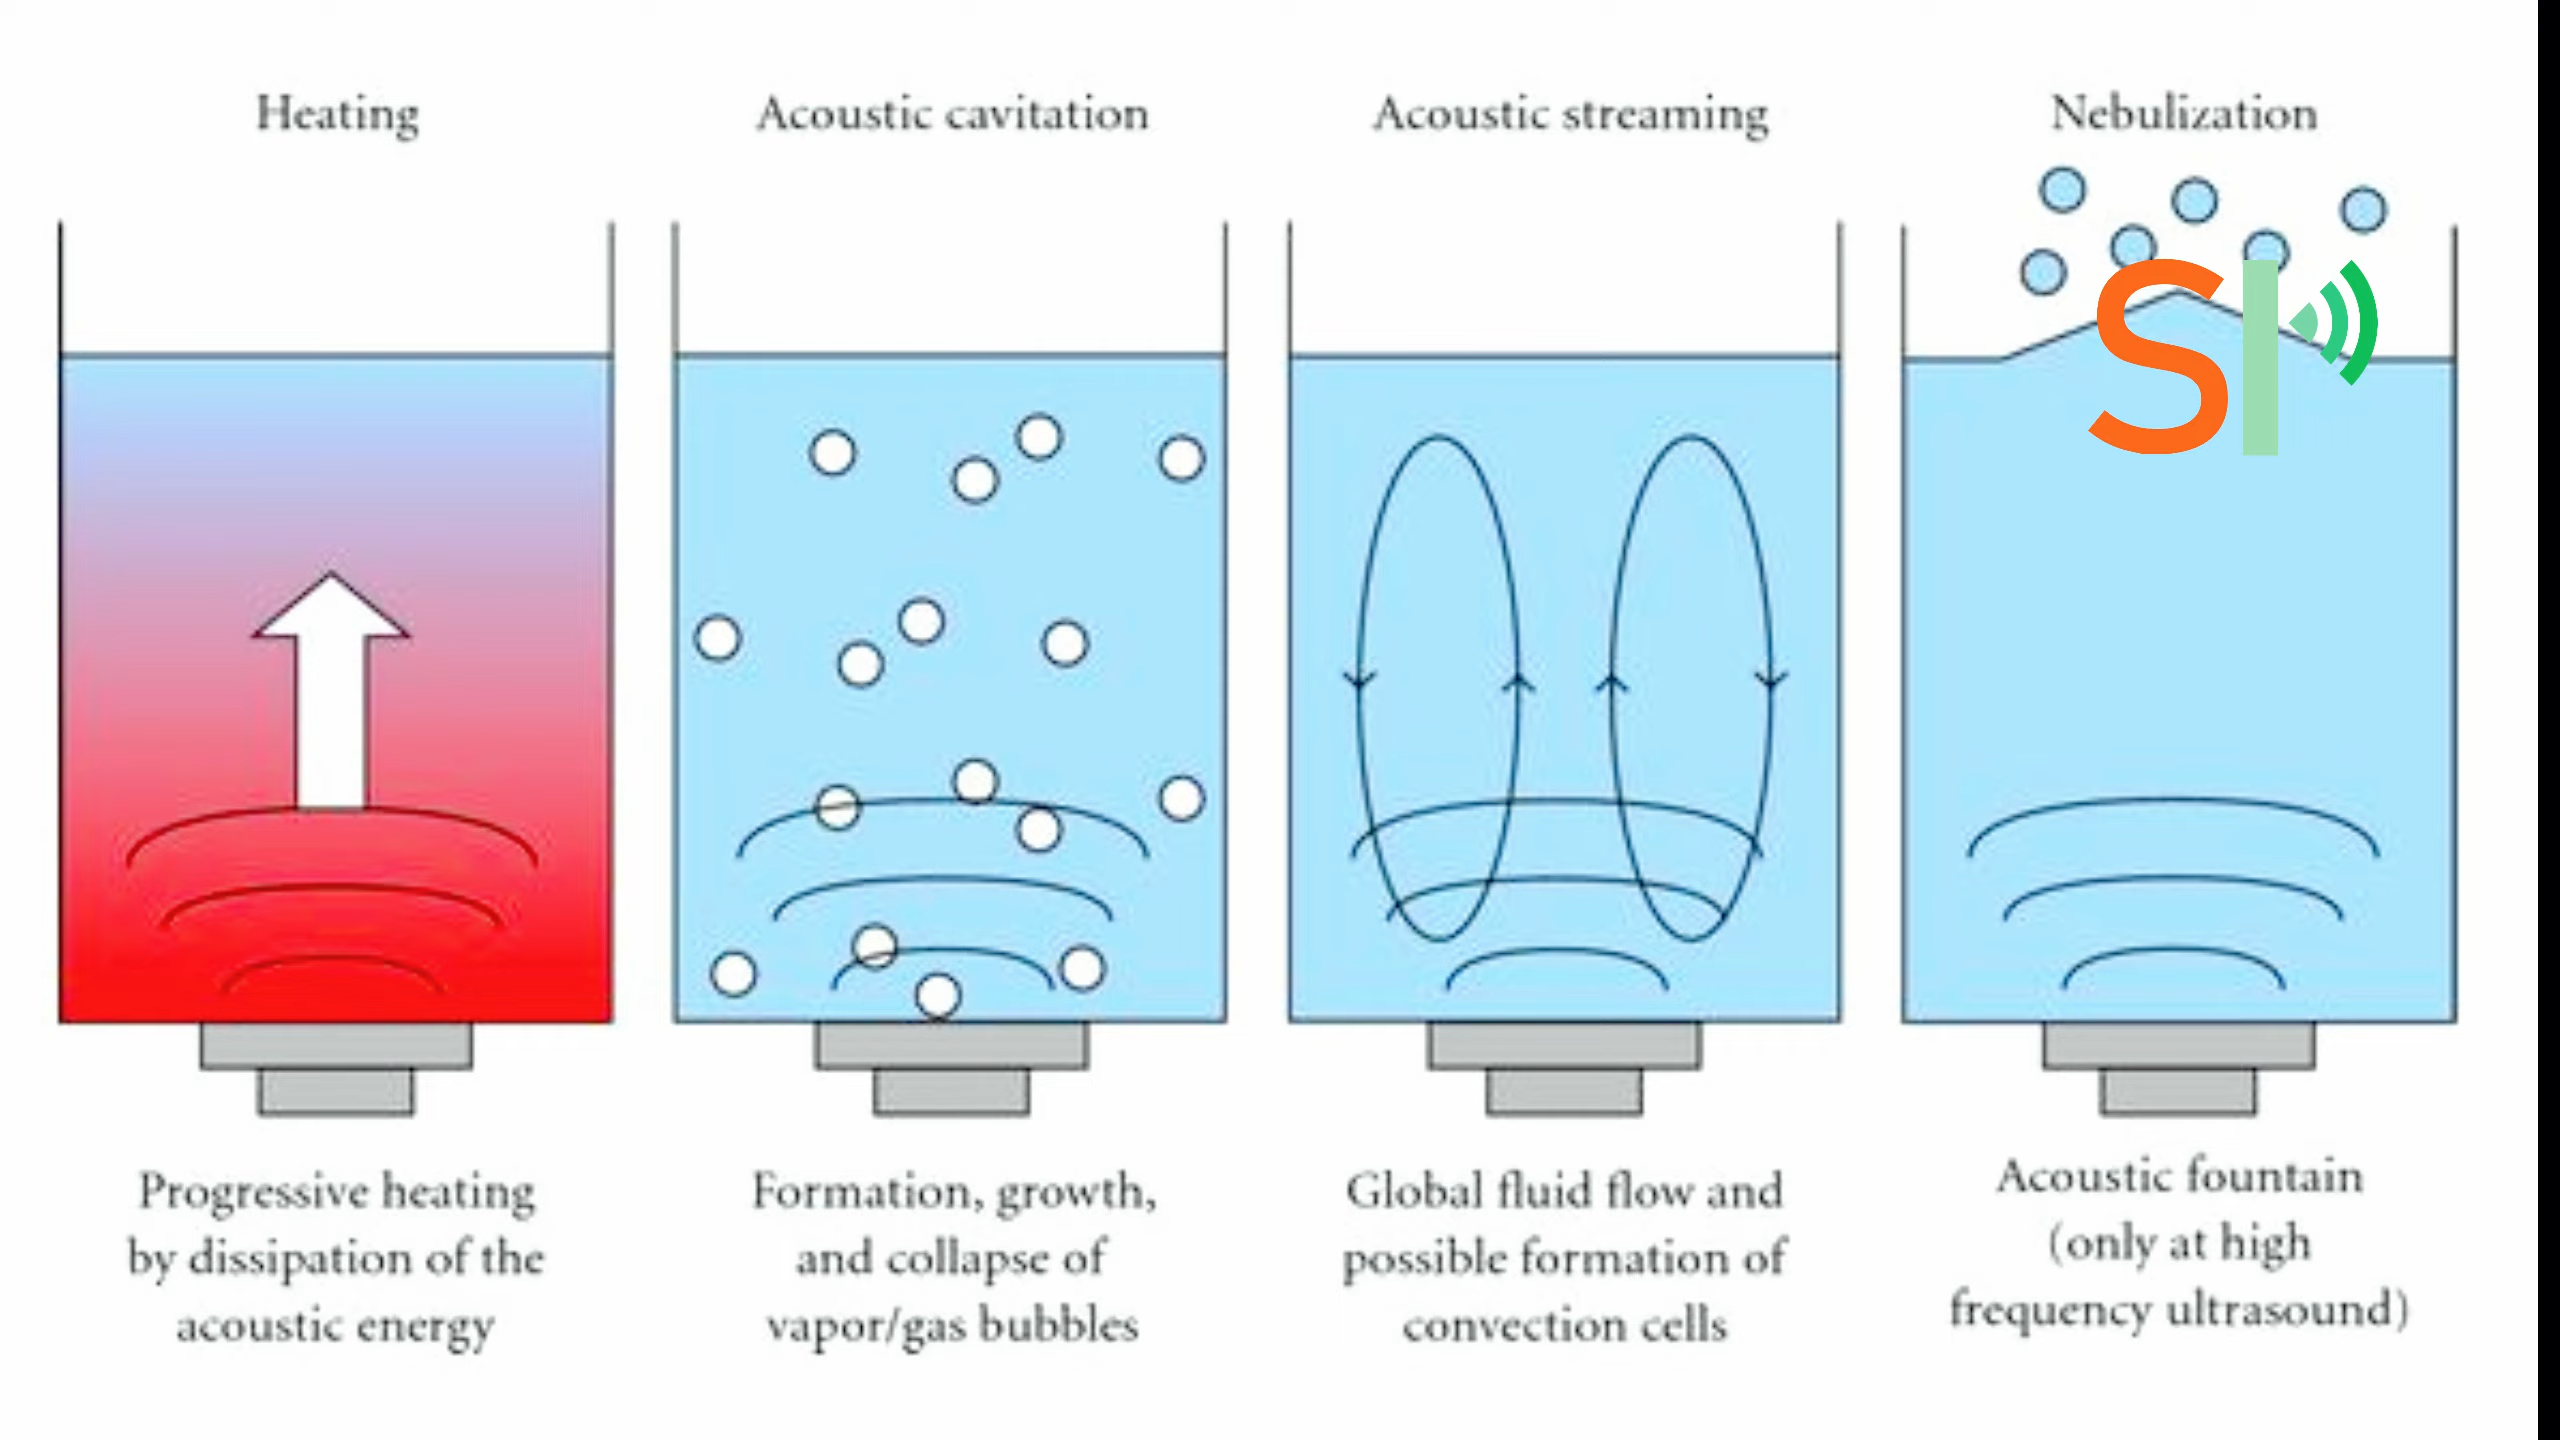 Heating
Acoustic cavitation
Acoustic streaming
Nebulization
SI
Progressive heating
by dissipation of the
acoustic energy
Formation, growth,
and collapse of
vapor/gas bubbles
Global fluid flow and
possible formation of
convection cells
Acoustic fountain
(only at high
frequency ultrasound)